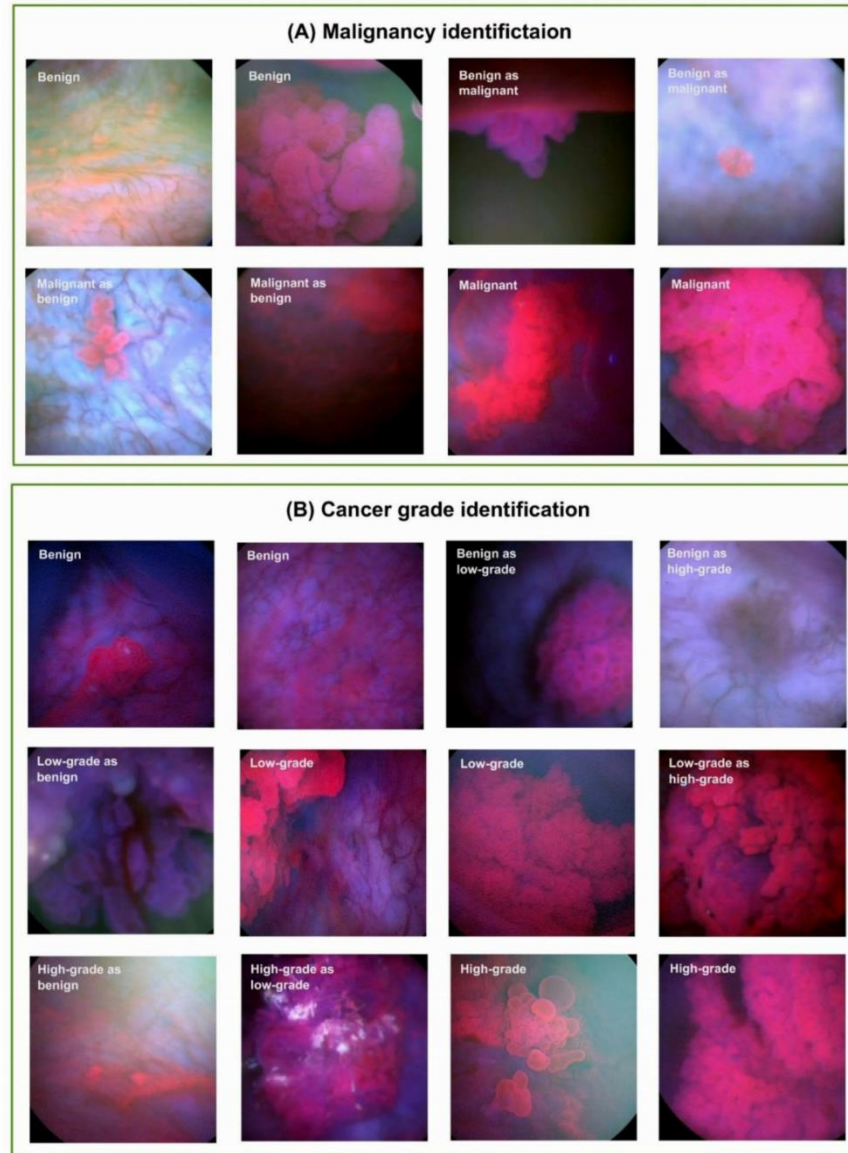 (A) Malignancy identifictaion
Benign
Benign
Benign as
malignant
Benign as
malignant
Malignant as
benign
Malignant as
benign
Malignant
Malignant
(B) Cancer grade identification
Benign
Benign
Benign as
low-grade
Benign as
high-grade
Low-grade as
benign
Low-grade
Low-grade
Low-grade as
high-grade
High-grade as
benign
High-grade as
low-grade
High-grade
High-grade